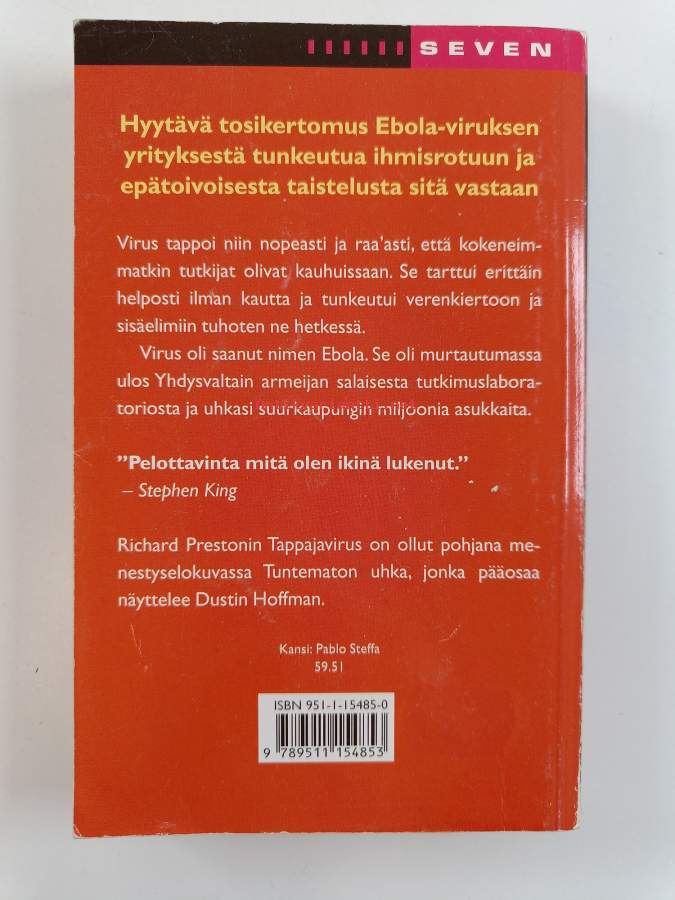 SEVEN
Hyytävä tosikertomus Ebola-viruksen
yrityksestä tunkeutua ihmisrotuun ja
epätoivoisesta taistelusta sitä vastaan
Virus tappoi niin nopeasti ja raa’asti, että kokeneim-
matkin tutkijat olivat kauhuissaan. Se tarttui erittäin
helposti ilman kautta ja tunkeutui verenkiertoon ja
sisäelimiin tuhoten ne hetkessä.
Virus oli saanut nimen Ebola. Se oli murtautumassa
ulos Yhdysvaltain armeijan salaisesta tutkimuslabora-
toriosta ja uhkasi suurkaupungin miljoonia asukkaita.
”Pelottavinta mitä olen ikinä lukenut.”
– Stephen King
Richard Prestonin Tappajavirus on ollut pohjana me-
nestyselokuvassa Tuntematon uhka, jonka pääosaa
näyttelee Dustin Hoffman.
Kansi: Pablo Steffa
59.51
ISBN 951-1-15485-0
9 789511 154853